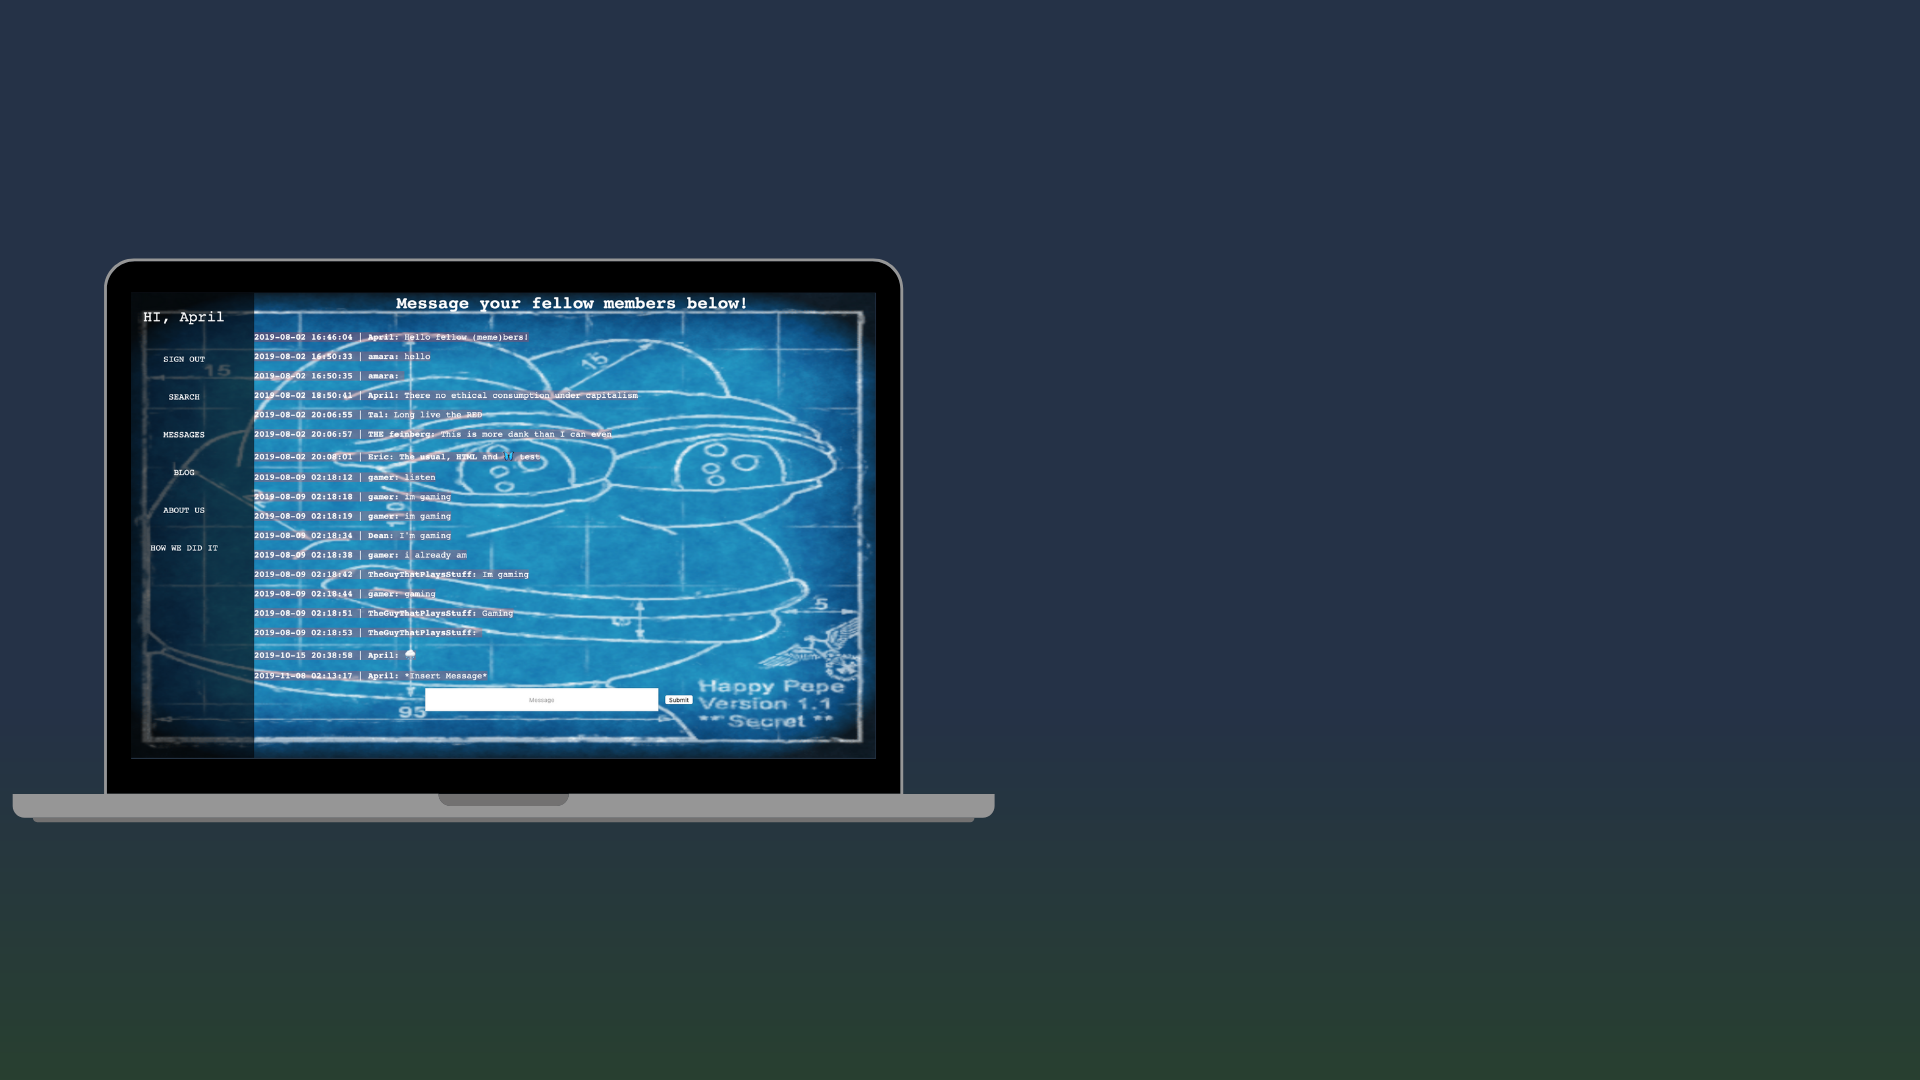 Message your fellow members below!
HI, April
SIGN OUT
SEARCH
MESSAGES
BLOG
ABOUT US
HOW WE DID IT
2019-08-02 16:46:04 | April: Hello fellow (meme)bers!
2019-08-02 16:50:33 | amara: hello
2019-08-02 16:50:35 | amara:
2019-08-02 18:50:41 | April: There no ethical consumption under capitalism
2019-08-02 20:06:55 | Tal: Long live the RED
2019-08-02 20:06:57 | THE feinberg: This is more dank than I can even
2019-08-02 20:08:01 | Eric: The usual, HTML and test
2019-08-09 02:18:12 | gamer: listen
2019-08-09 02:18:18 | gamer: im gaming
2019-08-09 02:18:19 | gamer: im gaming
2019-08-09 02:18:34 | Dean: I'm gaming
2019-08-09 02:18:38 | gamer: i already am
2019-08-09 02:18:42 | TheGuyThatPlaysStuff: Im gaming
2019-08-09 02:18:44 | gamer: gaming
2019-08-09 02:18:51 | TheGuyThatPlaysStuff: Gaming
2019-08-09 02:18:53 | TheGuyThatPlaysStuff:
2019-10-15 20:38:58 | April: 🍚
2019-11-08 02:13:17 | April: *Insert Message*
Message
Submit
15
15
10
5
95
Happy Pepe
Version 1.1
** Secret **